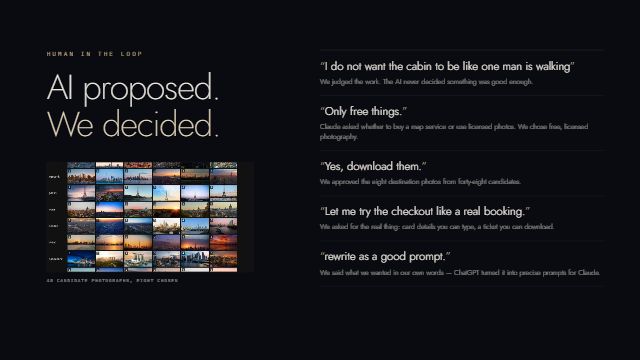 HUMAN IN THE LOOP
AI proposed.
We decided.
48 CANDIDATE PHOTOGRAPHS, EIGHT CHOSEN
“I do not want the cabin to be like one man is walking”
We judged the work. The AI never decided something was good enough.
“Only free things.”
Claude asked whether to buy a map service or use licensed photos. We chose free, licensed
photography.
“Yes, download them.”
We approved the eight destination photos from forty-eight candidates.
“Let me try the checkout like a real booking.”
We asked for the real thing: card details you can type, a ticket you can download.
“rewrite as a good prompt.”
We said what we wanted in our own words — ChatGPT turned it into precise prompts for Claude.